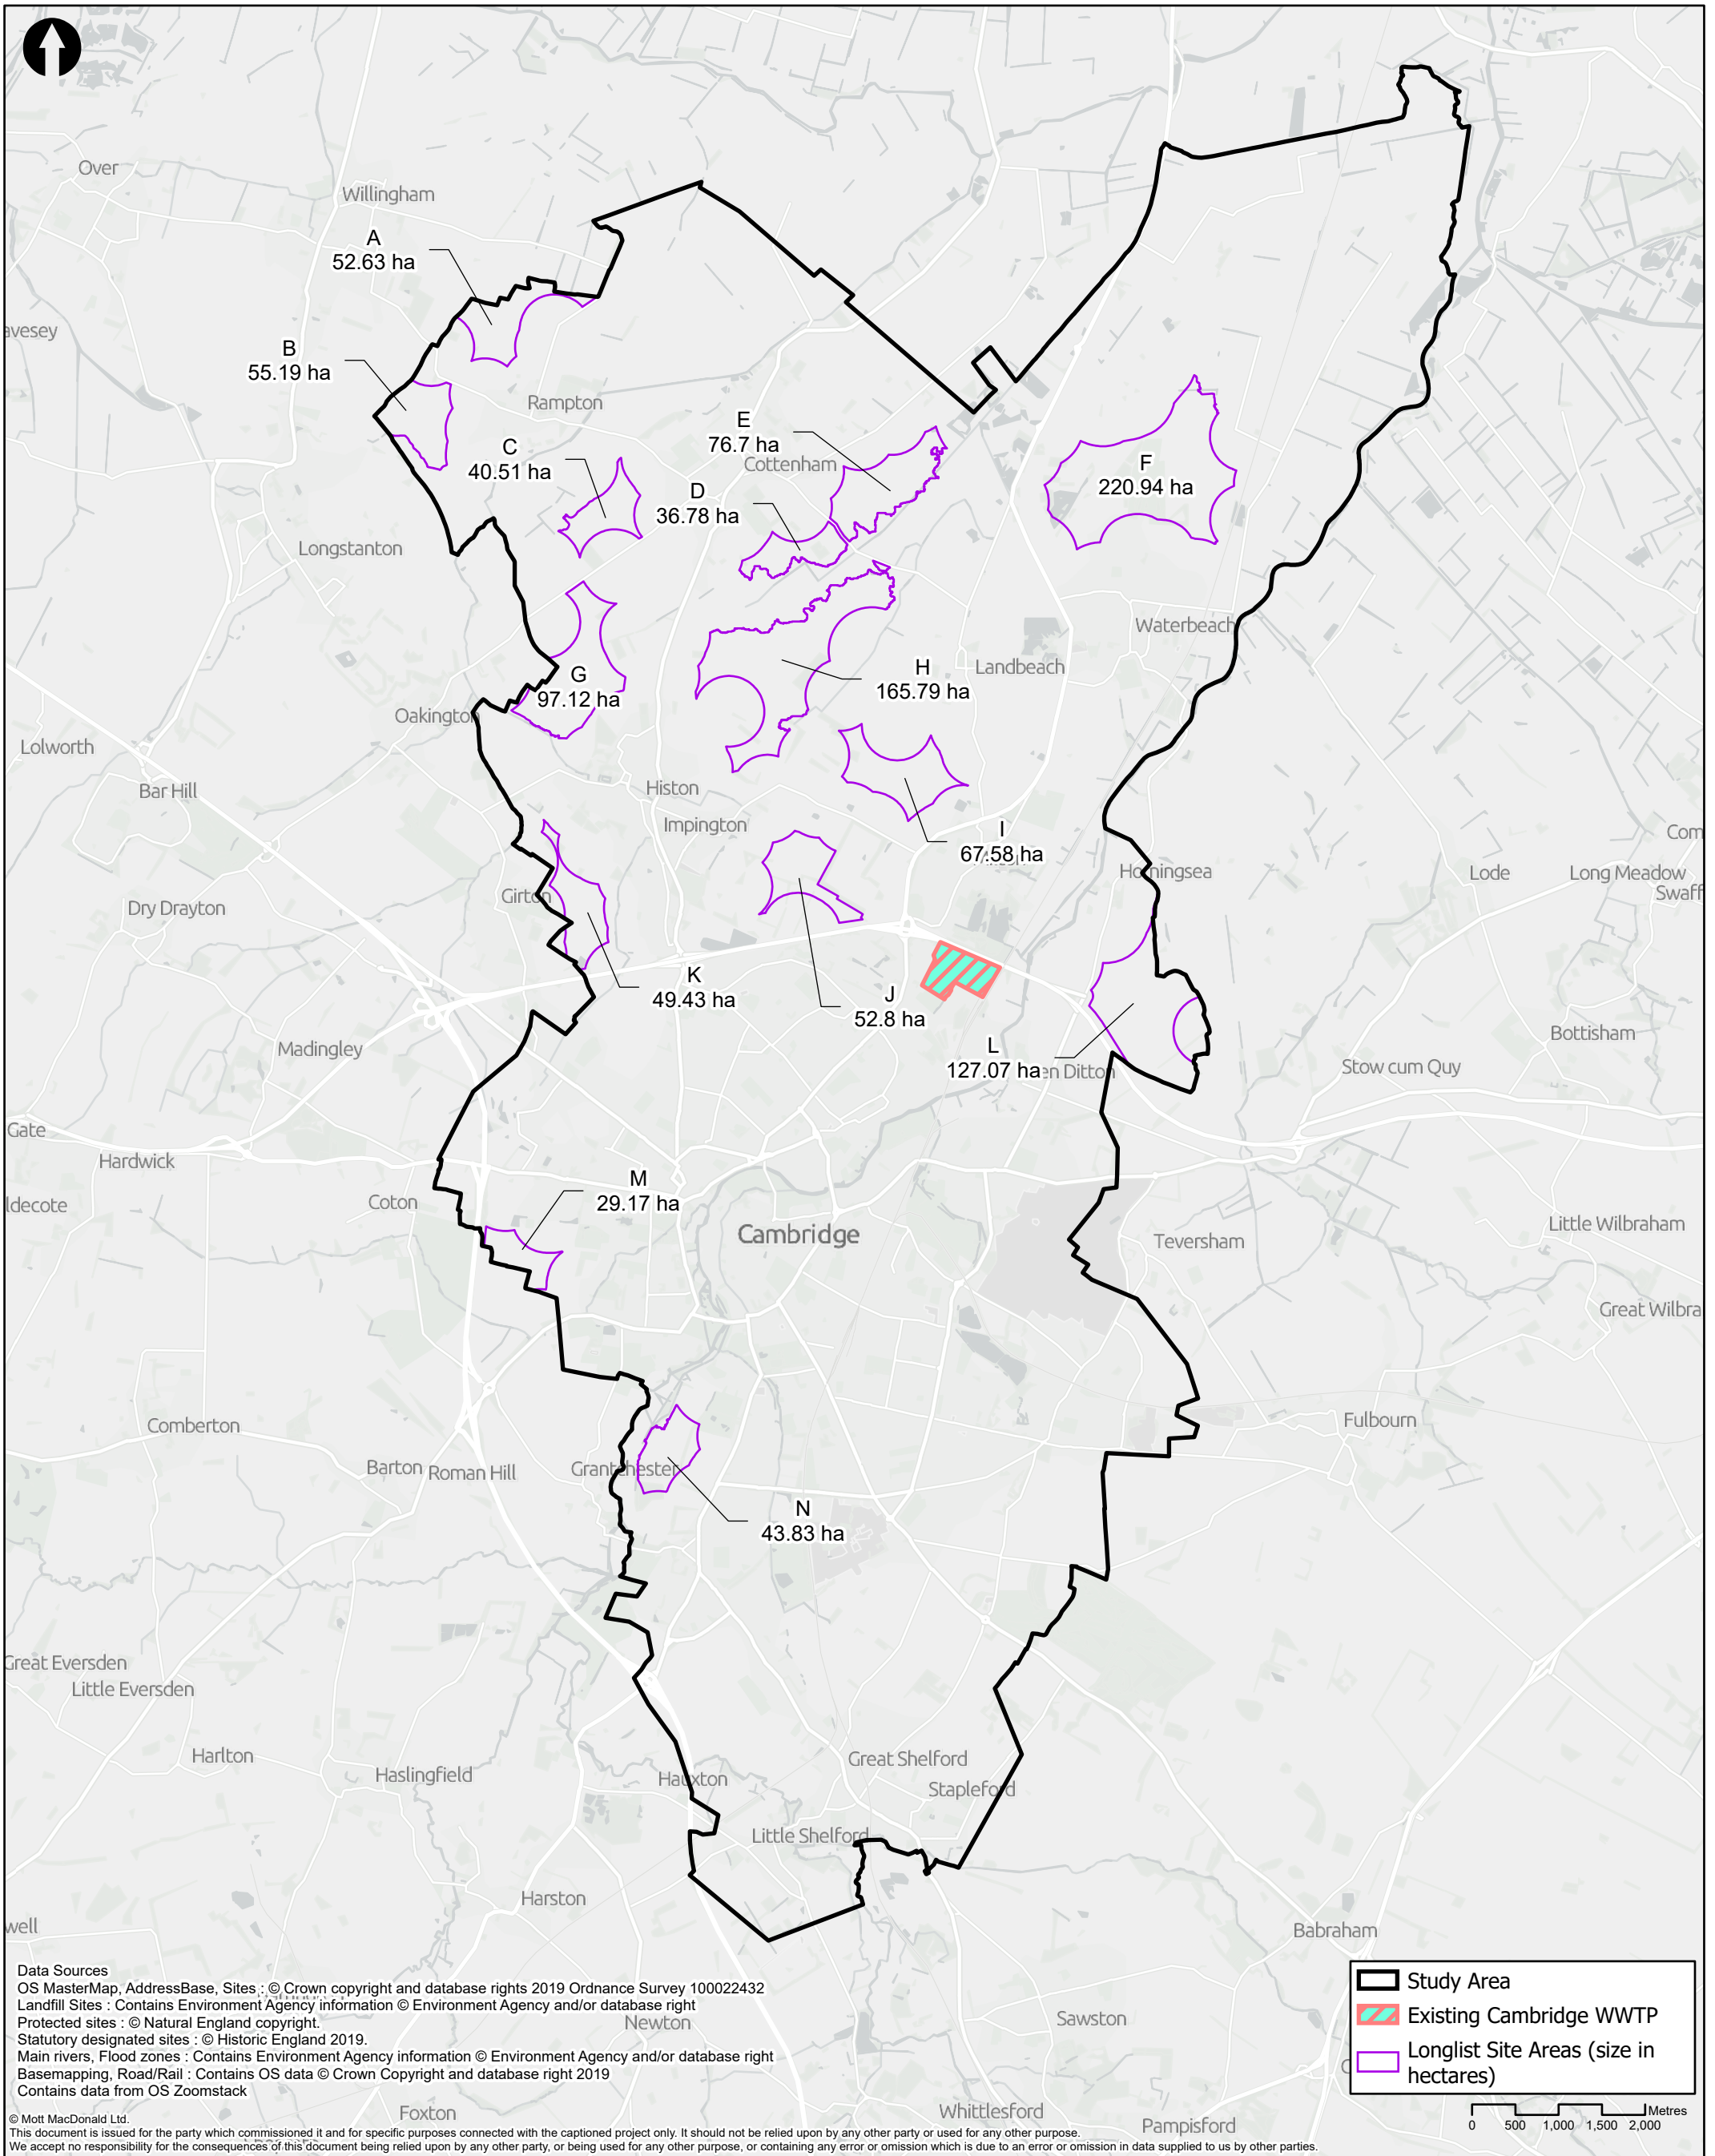 Over
Willingham
A
52.63 ha
avesey
B
55.19 ha
Rampton
E
76.7 ha
C
40.51 ha
Cottenham
F
220.94 ha
D
36.78 ha
Longstanton
Waterbeach
H
165.79 ha
Landbeach
G
97.12 ha
Oakington
Lolworth
Bar Hill
Histon
Impington
I
67.58 ha
Com
Horningsea
Lode
Long Meadow
Swaff
Girton
Dry Drayton
K
49.43 ha
J
52.8 ha
Bottisham
Madingley
L
127.07 ha
en Ditton
Stow cum Quy
Gate
Hardwick
M
29.17 ha
Coton
ldecote
Cambridge
Little Wilbraham
Teversham
Great Wilbra
Comberton
Fulbourn
Barton
Roman Hill
Grantchester
N
43.83 ha
Great Eversden
Little Eversden
Harlton
Haslingfield
Hauxton
Great Shelford
Stapleford
Little Shelford
Harston
well
Babraham
Sawston
Newton
Foxton
Whittlesford
Pampisford
Data Sources
OS MasterMap, AddressBase, Sites : © Crown copyright and database rights 2019 Ordnance Survey 100022432
Landfill Sites : Contains Environment Agency information © Environment Agency and/or database right
Protected sites : © Natural England copyright.
Statutory designated sites : © Historic England 2019.
Main rivers, Flood zones : Contains Environment Agency information © Environment Agency and/or database right
Basemapping, Road/Rail : Contains OS data © Crown Copyright and database right 2019
Contains data from OS Zoomstack
Study Area
Existing Cambridge WWTP
Longlist Site Areas (size in
hectares)
Metres
0 500 1,000 1,500 2,000
© Mott MacDonald Ltd.
This document is issued for the party which commissioned it and for specific purposes connected with the captioned project only. It should not be relied upon by any other party or used for any other purpose.
We accept no responsibility for the consequences of this document being relied upon by any other party, or being used for any other purpose, or containing any error or omission which is due to an error or omission in data supplied to us by other parties.